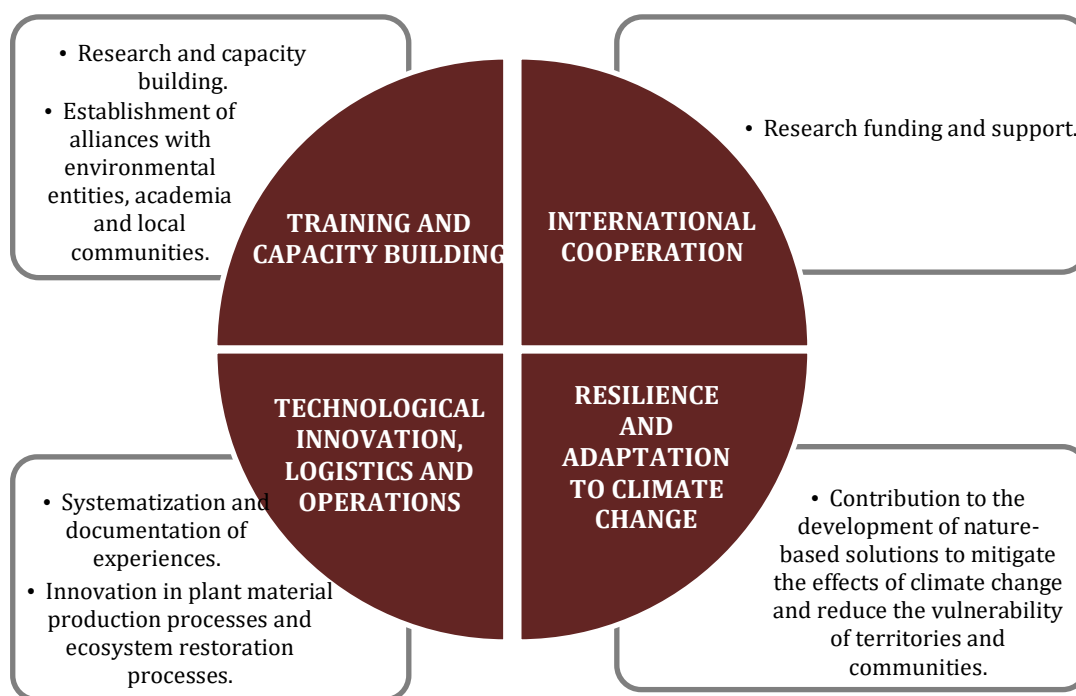 • Research and capacity
building.
• Establishment of
alliances with
environmental
entities, academia
and local
communities.
• Research funding and support.
TRAINING AND
CAPACITY BUILDING
INTERNATIONAL
COOPERATION
TECHNOLOGICAL
INNOVATION,
LOGISTICS AND
OPERATIONS
RESILIENCE
AND
ADAPTATION
TO CLIMATE
CHANGE
• Systematization and
documentation of
experiences.
• Innovation in plant material
production processes and
ecosystem restoration
processes.
• Contribution to the
development of nature-
based solutions to mitigate
the effects of climate change
and reduce the vulnerability
of territories and
communities.